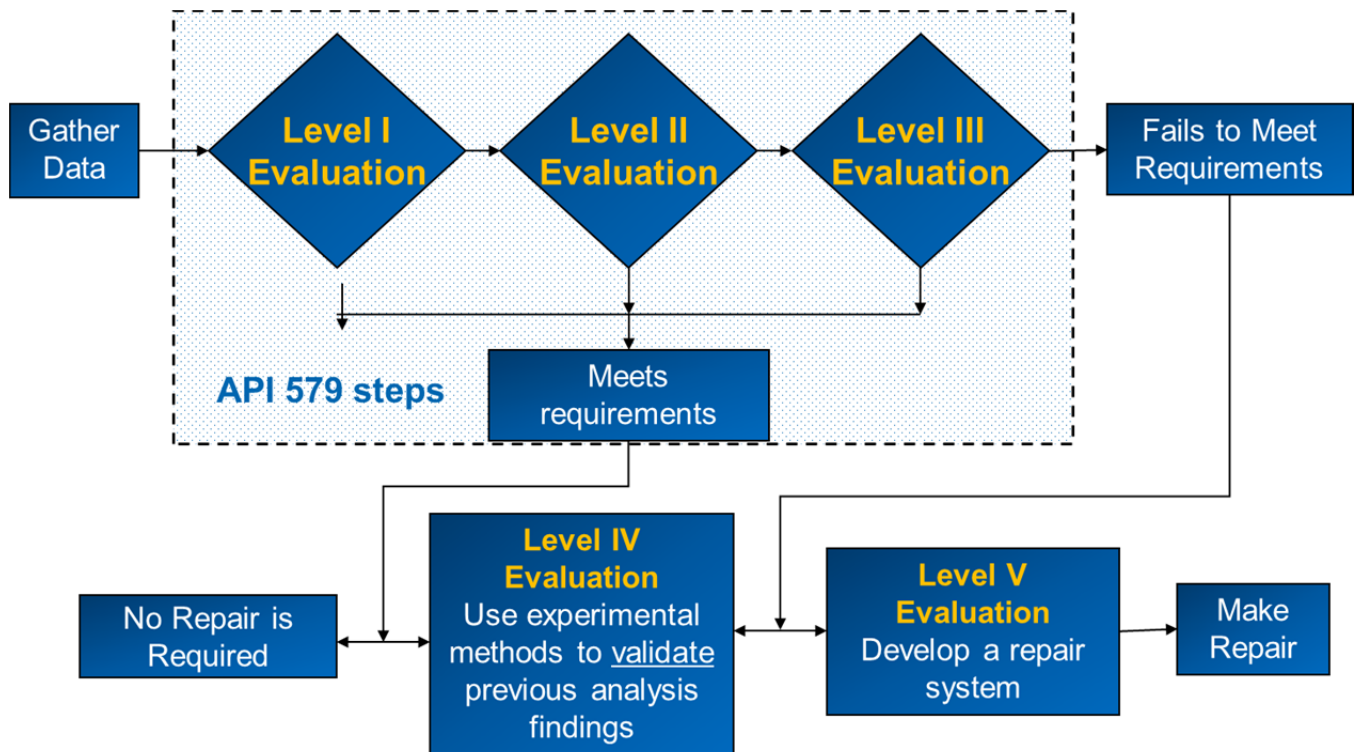 Gather
Data
Level I
Evaluation
Level II
Evaluation
Level III
Evaluation
Fails to Meet
Requirements
API 579 steps
Meets
requirements
No Repair is
Required
Level IV
Evaluation
Use experimental
methods to validate
previous analysis
findings
Level V
Evaluation
Develop a repair
system
Make
Repair